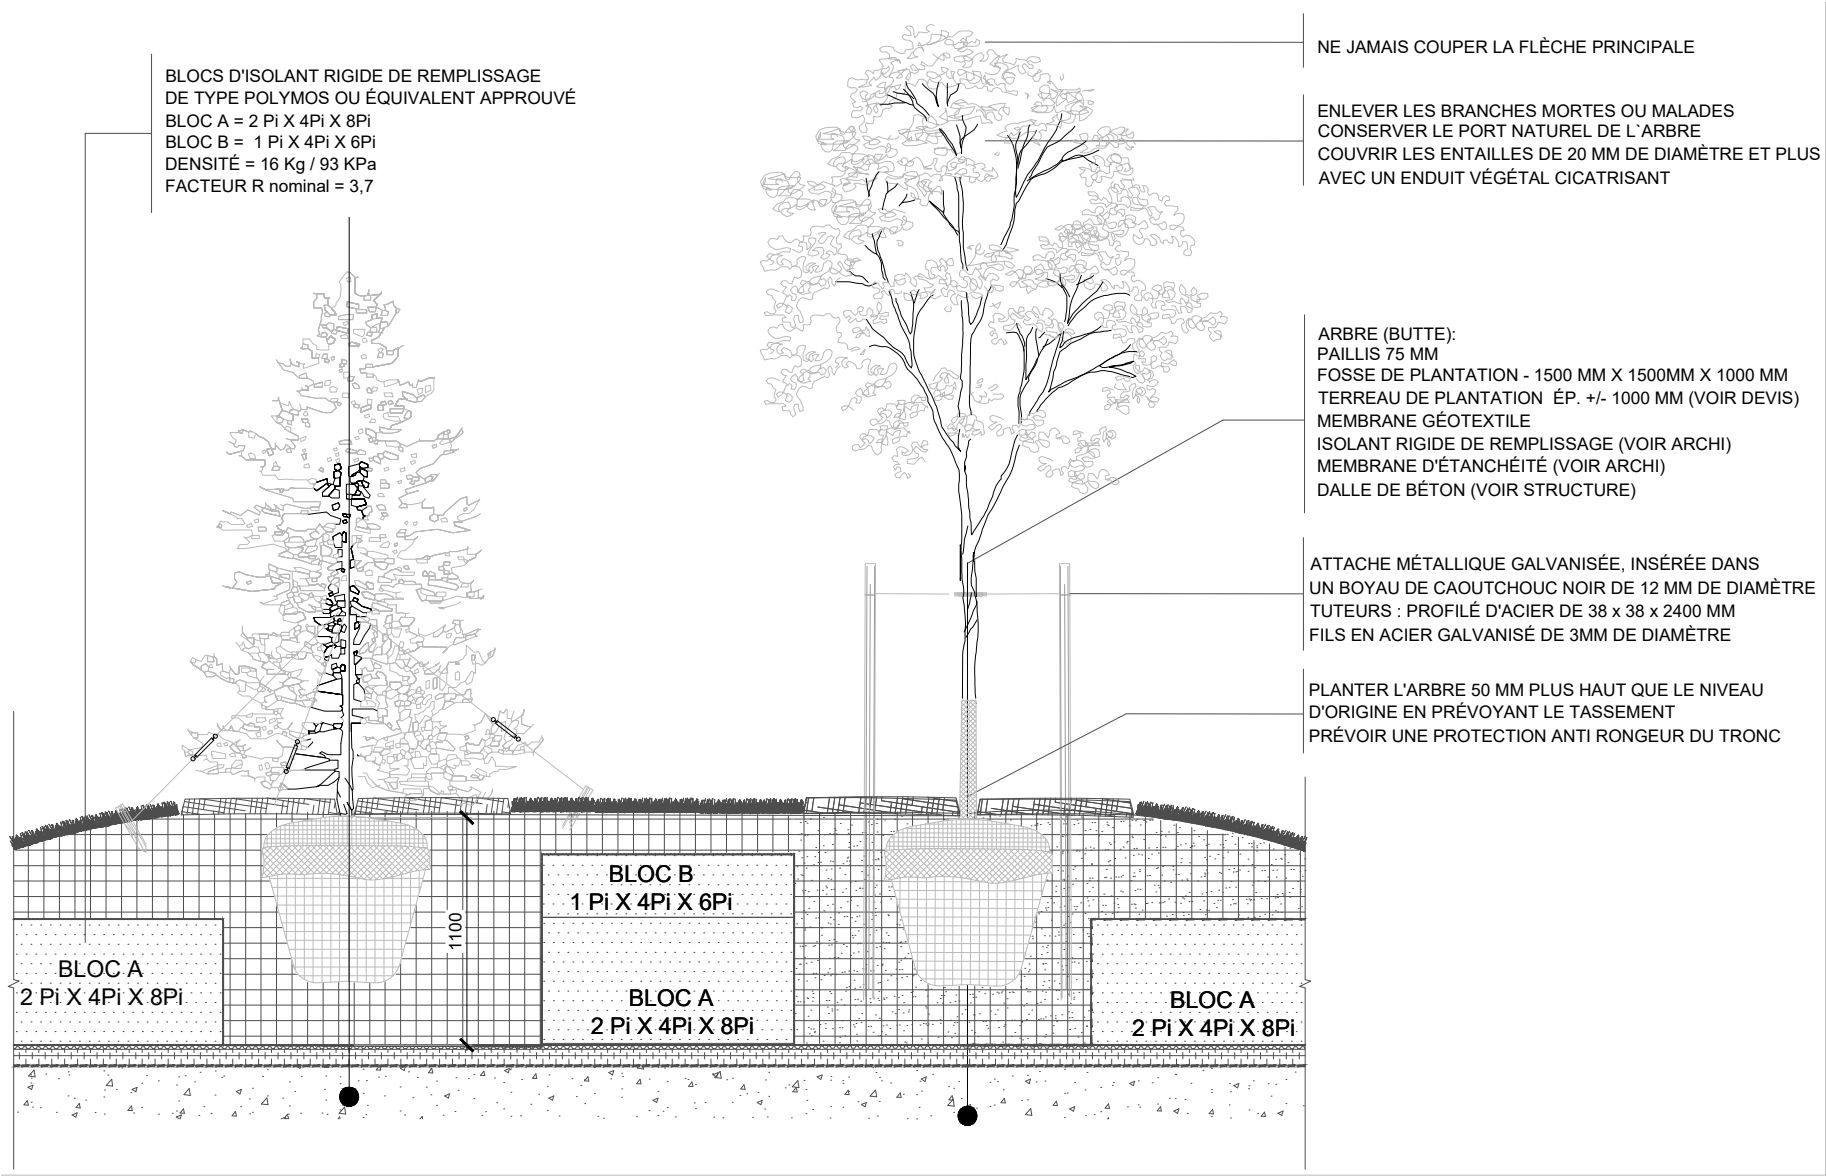 BLOCS D'ISOLANT RIGIDE DE REMPLISSAGE
DE TYPE POLYMOS OU ÉQUIVALENT APPROUVÉ
BLOC A = 2 Pi X 4Pi X 8Pi
BLOC B = 1 Pi X 4Pi X 6Pi
DENSITÉ = 16 Kg / 93 KPa
FACTEUR R nominal = 3,7
NE JAMAIS COUPER LA FLÈCHE PRINCIPALE
ENLEVER LES BRANCHES MORTES OU MALADES
CONSERVER LE PORT NATUREL DE L`ARBRE
COUVRIR LES ENTAILLES DE 20 MM DE DIAMÈTRE ET PLUS
AVEC UN ENDUIT VÉGÉTAL CICATRISANT
ARBRE (BUTTE):
PAILLIS 75 MM
FOSSE DE PLANTATION - 1500 MM X 1500MM X 1000 MM
TERREAU DE PLANTATION ÉP. +/- 1000 MM (VOIR DEVIS)
MEMBRANE GÉOTEXTILE
ISOLANT RIGIDE DE REMPLISSAGE (VOIR ARCHI)
MEMBRANE D'ÉTANCHÉITÉ (VOIR ARCHI)
DALLE DE BÉTON (VOIR STRUCTURE)
ATTACHE MÉTALLIQUE GALVANISÉE, INSÉRÉE DANS
UN BOYAU DE CAOUTCHOUC NOIR DE 12 MM DE DIAMÈTRE
TUTEURS : PROFILÉ D'ACIER DE 38 x 38 x 2400 MM
FILS EN ACIER GALVANISÉ DE 3MM DE DIAMÈTRE
PLANTER L'ARBRE 50 MM PLUS HAUT QUE LE NIVEAU
D'ORIGINE EN PRÉVOYANT LE TASSEMENT
PRÉVOIR UNE PROTECTION ANTI RONGEUR DU TRONC
BLOC B
1 Pi X 4Pi X 6Pi
1100
BLOC A
2 Pi X 4Pi X 8Pi
BLOC A
2 Pi X 4Pi X 8Pi
BLOC A
2 Pi X 4Pi X 8Pi